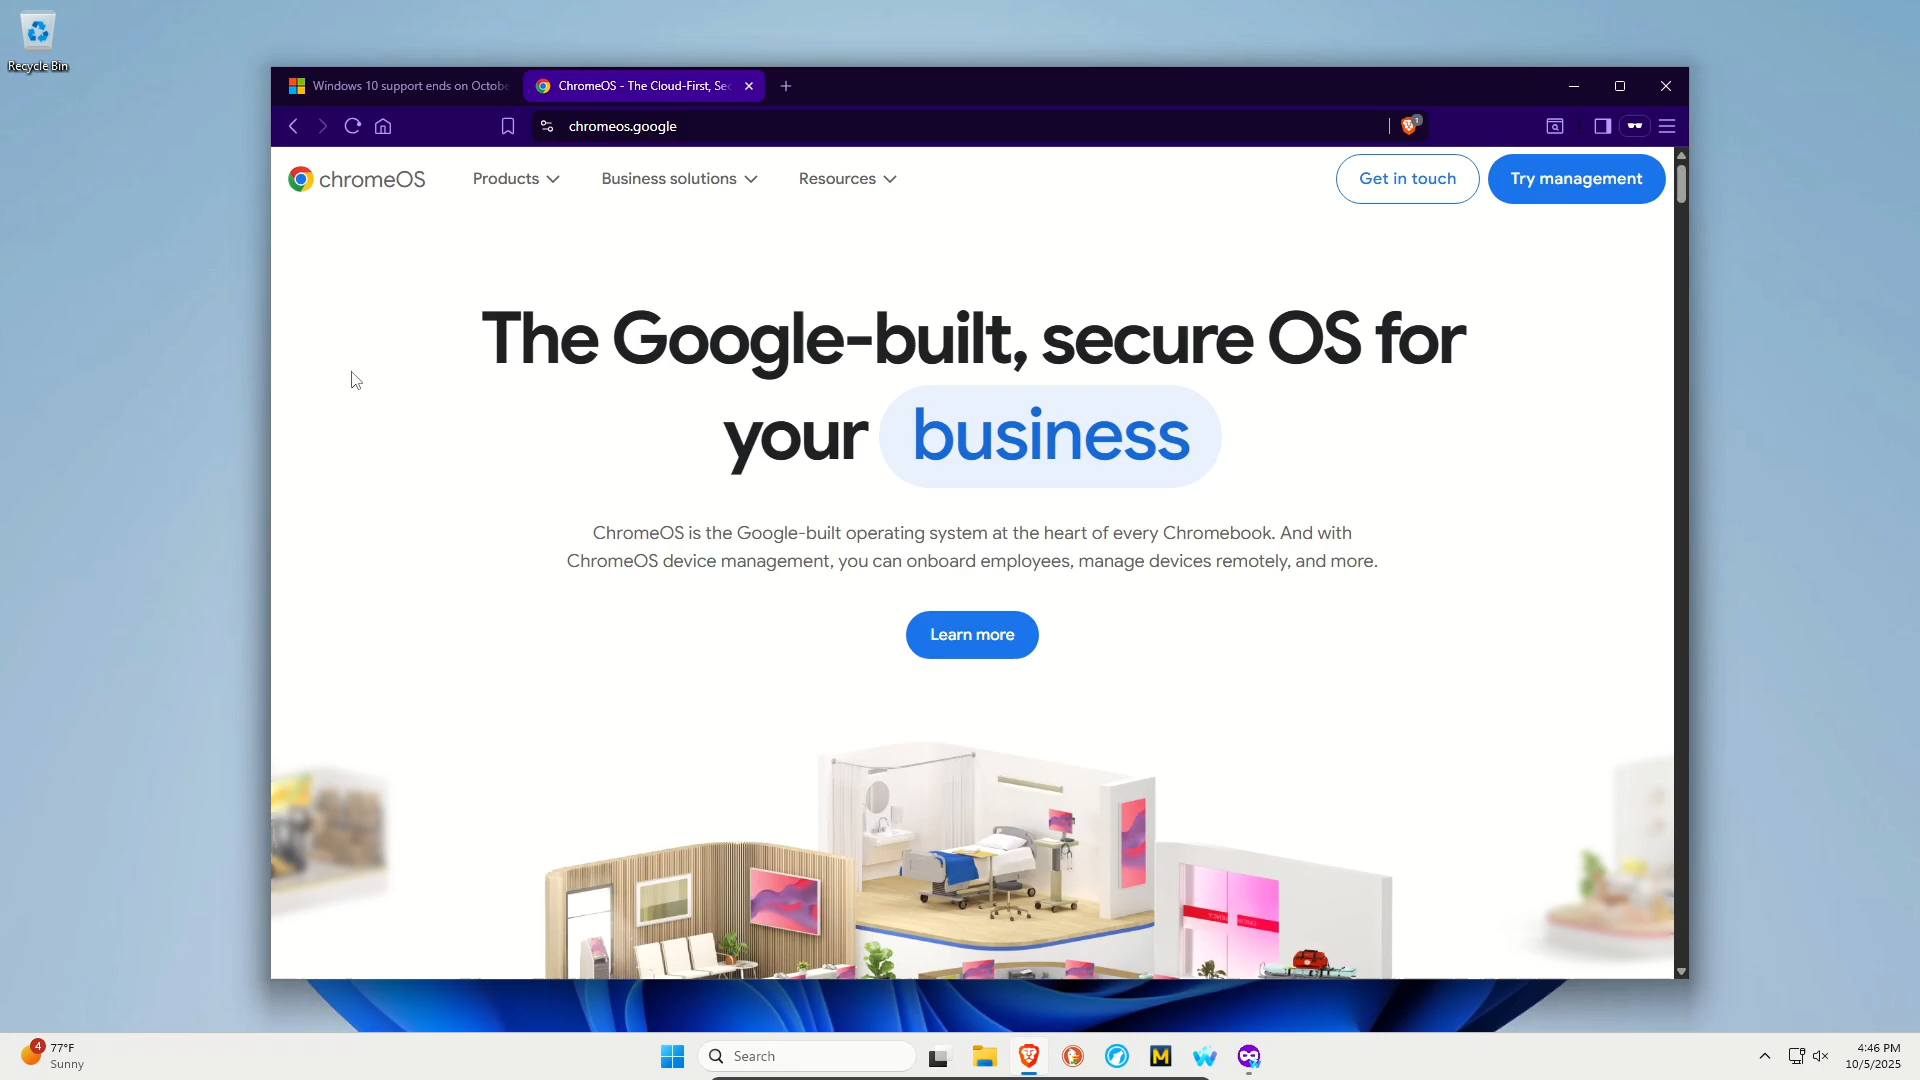 Recycle Bin
Windows 10 support ends on Octobe
ChromeOS - The Cloud-First, Sec
chromeos.google
1
chromeOS
Products
Business solutions
Resources
Get in touch
Try management
The Google-built, secure OS for
your business
ChromeOS is the Google-built operating system at the heart of every Chromebook. And with
ChromeOS device management, you can onboard employees, manage devices remotely, and more.
Learn more
4
77°F
Sunny
Search
M
4:46 PM
10/5/2025